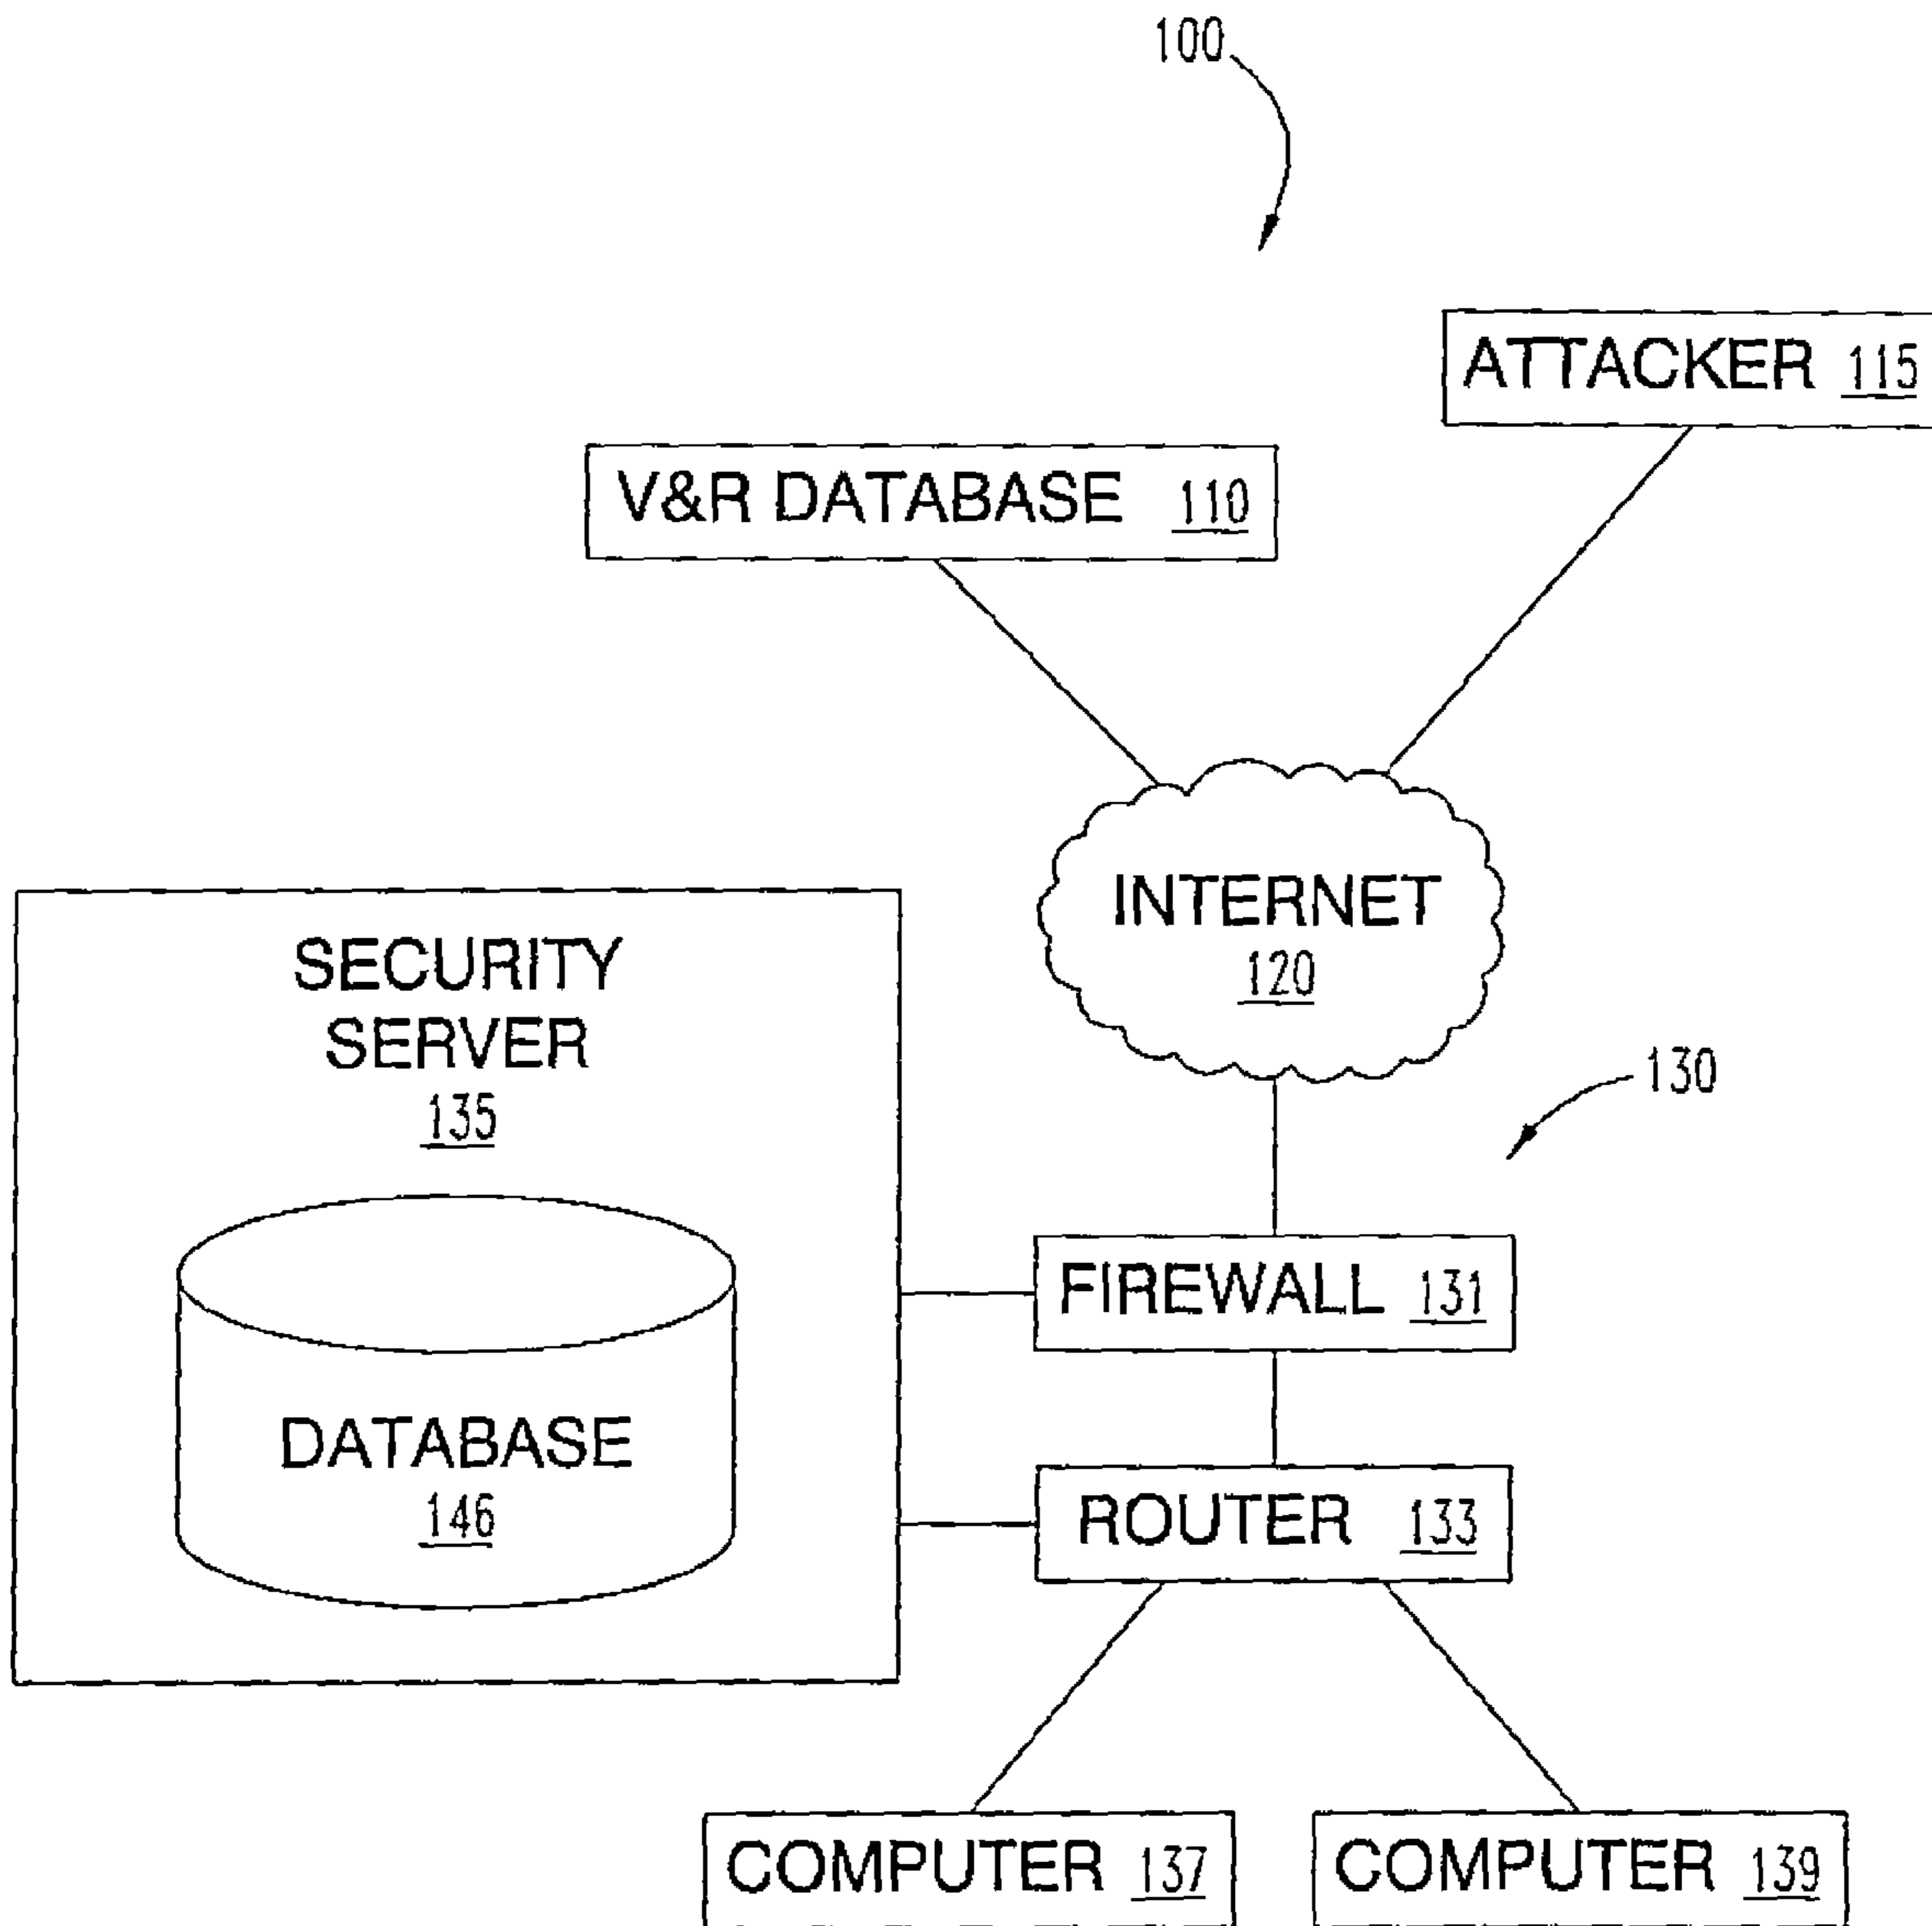 100
ATTACKER 115
V&R DATABASE 110
INTERNET
120
SECURITY
SERVER
135
130
FIREWALL 131
DATABASE
146
ROUTER 133
COMPUTER 137
COMPUTER 139